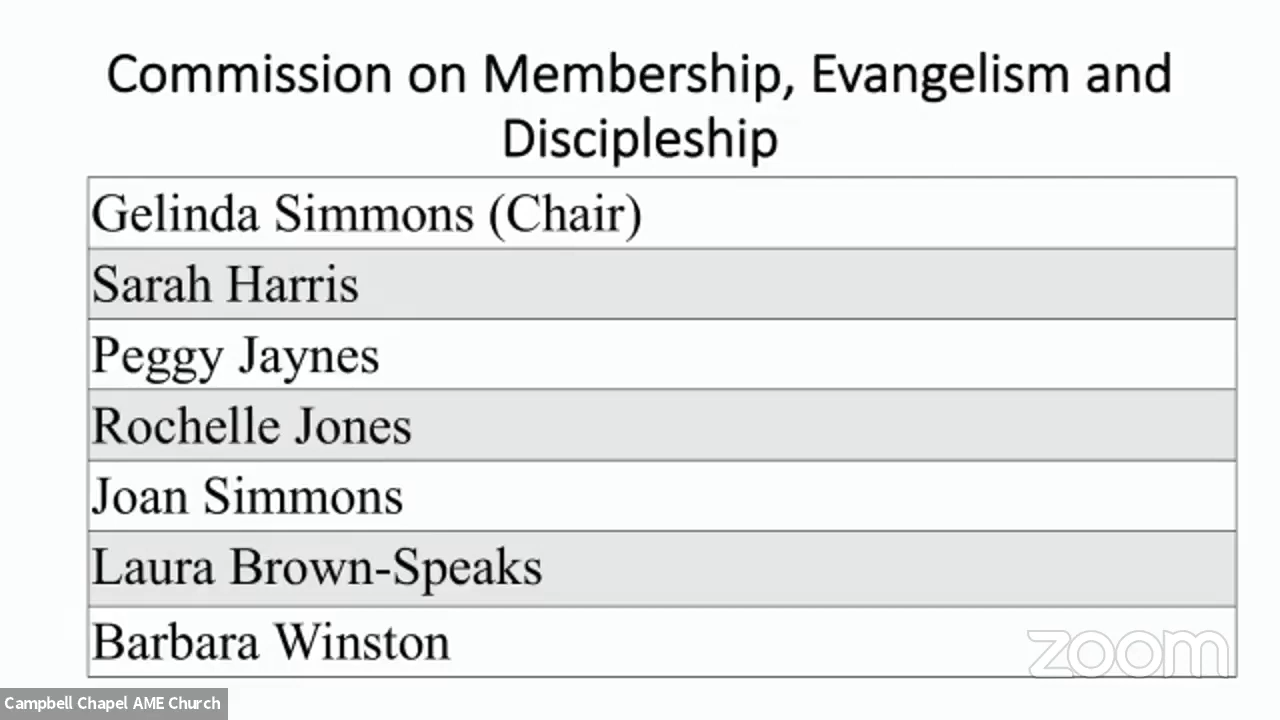 Commission on Membership, Evangelism and
Discipleship
Gelinda Simmons (Chair)
Sarah Harris
Peggy Jaynes
Rochelle Jones
Joan Simmons
Laura Brown-Speaks
Barbara Winston
zoom
Campbell Chapel AME Church